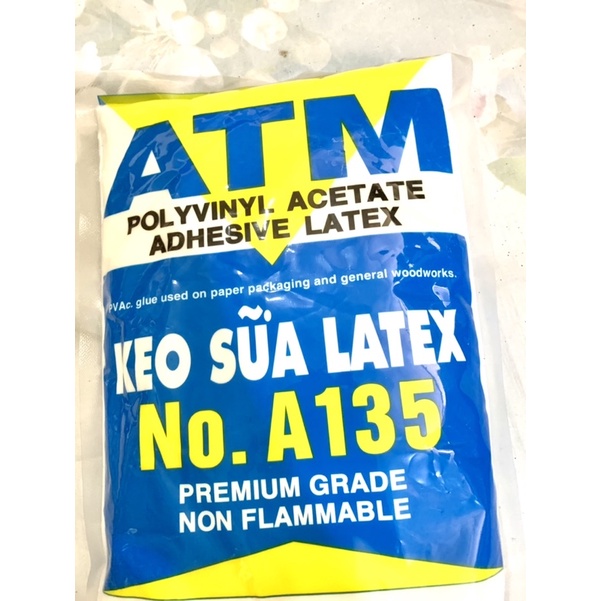 ATM
POLYVINYL ACETATE
ADHESIVE LATEX
PVAc. glue used on paper packaging and general woodworks.
KEO SỮA LATEX
No. A135
PREMIUM GRADE
NON FLAMMABLE